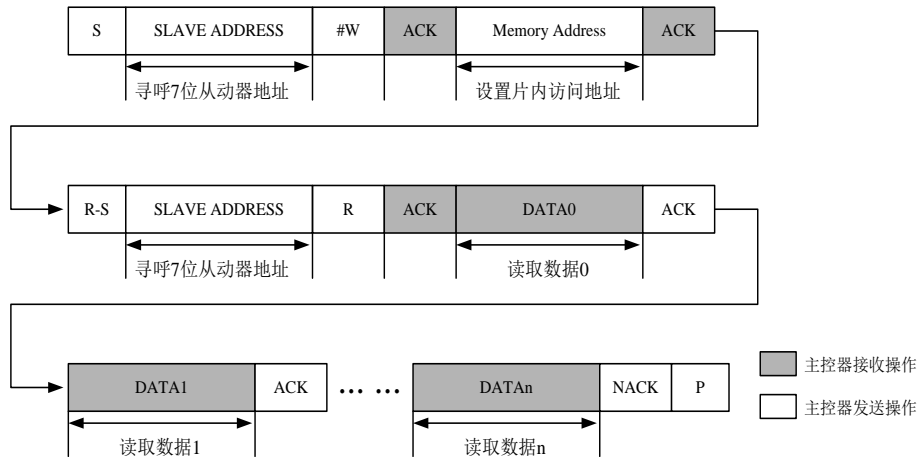 S SLAVE ADDRESS #W ACK Memory Address ACK
寻呼7位从动器地址 设置片内访问地址
R-S SLAVE ADDRESS R ACK DATA0 ACK
寻呼7位从动器地址 读取数据0
DATA1 ACK … … DATAn NACK P
读取数据1 读取数据n
主控器接收操作
主控器发送操作